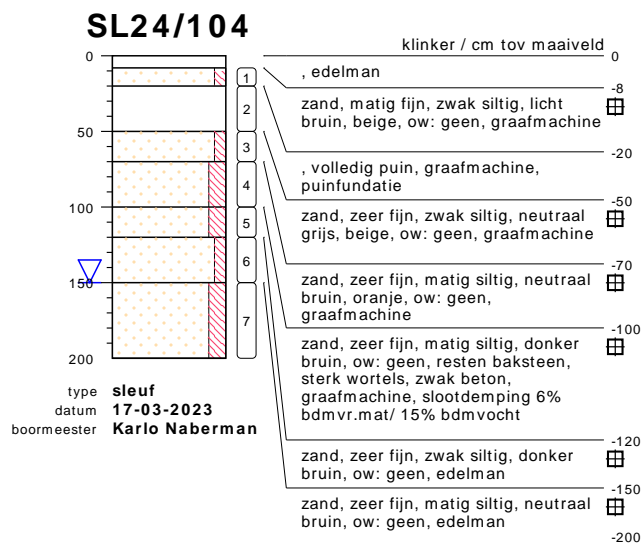 SL24/104
klinker / cm tov maaiveld
0
0
, edelman
-8
1
zand, matig fijn, zwak siltig, licht
bruin, beige, ow: geen, graafmachine
2
-20
50
, volledig puin, graafmachine,
puinfundatie
3
-50
zand, zeer fijn, zwak siltig, neutraal
grijs, beige, ow: geen, graafmachine
4
-70
100
zand, zeer fijn, matig siltig, neutraal
bruin, oranje, ow: geen,
graafmachine
5
-100
6
zand, zeer fijn, matig siltig, donker
bruin, ow: geen, resten baksteen,
sterk wortels, zwak beton,
graafmachine, slootdemping 6%
bdmvr.mat/ 15% bdmvocht
150
7
-120
zand, zeer fijn, zwak siltig, donker
bruin, ow: geen, edelman
-150
zand, zeer fijn, matig siltig, neutraal
bruin, ow: geen, edelman
-200
200
type sleuf
datum 17-03-2023
boormeester Karlo Naberman